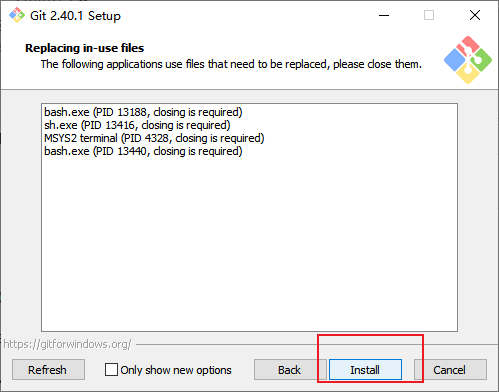 Git 2.40.1 Setup
Replacing in-use files
The following applications use files that need to be replaced, please close them.
bash.exe (PID 13188, closing is required)
sh.exe (PID 13416, closing is required)
MSYS2 terminal (PID 4328, closing is required)
bash.exe (PID 13440, closing is required)
https://gitforwindows.org/
Refresh
Only show new options
Back
Install
Cancel